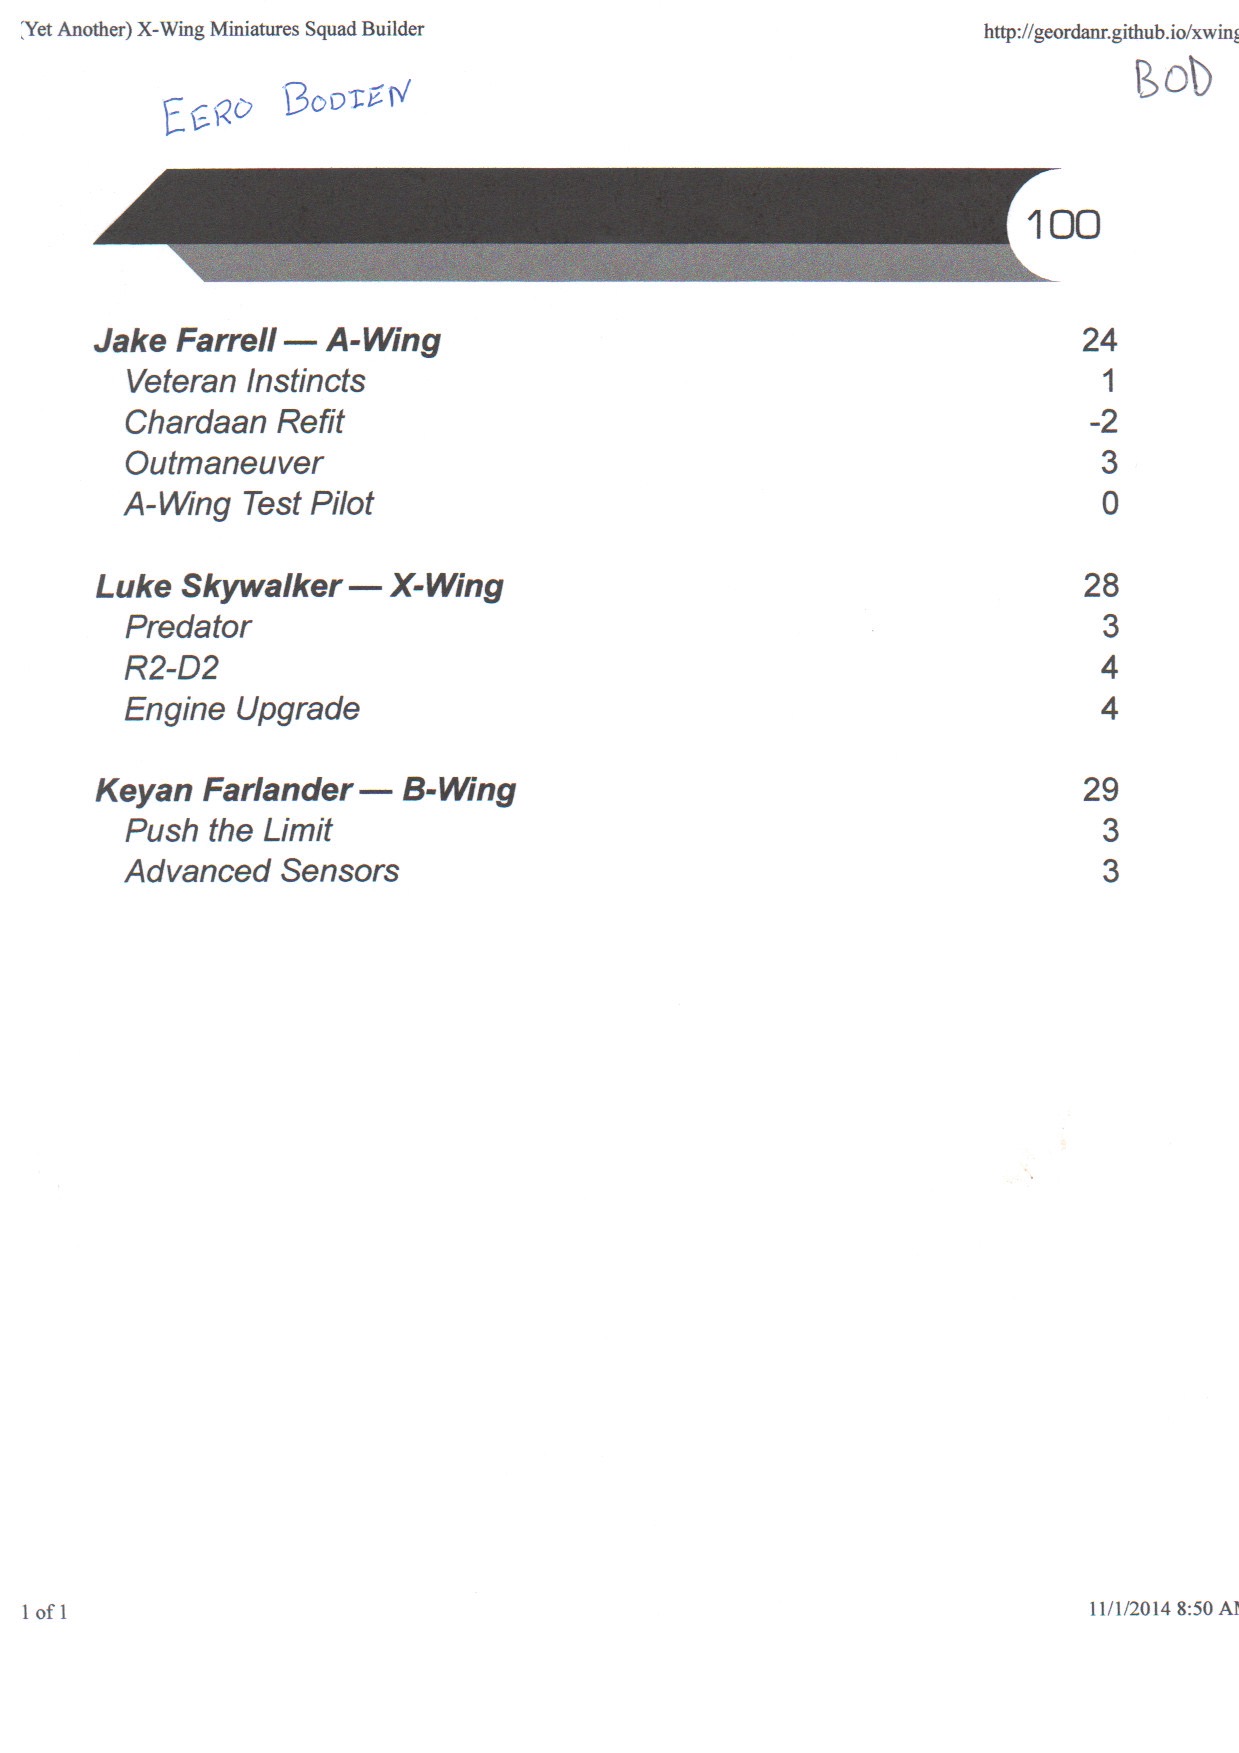 (Yet Another) X-Wing Miniatures Squad Builder http://geordanr.github.io/xwing
EERO BODIEN BOD
100
Jake Farrell — A-Wing 24
Veteran Instincts 1
Chardaan Refit -2
Outmaneuver 3
A-Wing Test Pilot 0
Luke Skywalker — X-Wing 28
Predator 3
R2-D2 4
Engine Upgrade 4
Keyan Farlander — B-Wing 29
Push the Limit 3
Advanced Sensors 3
1 of 1 11/1/2014 8:50 AM